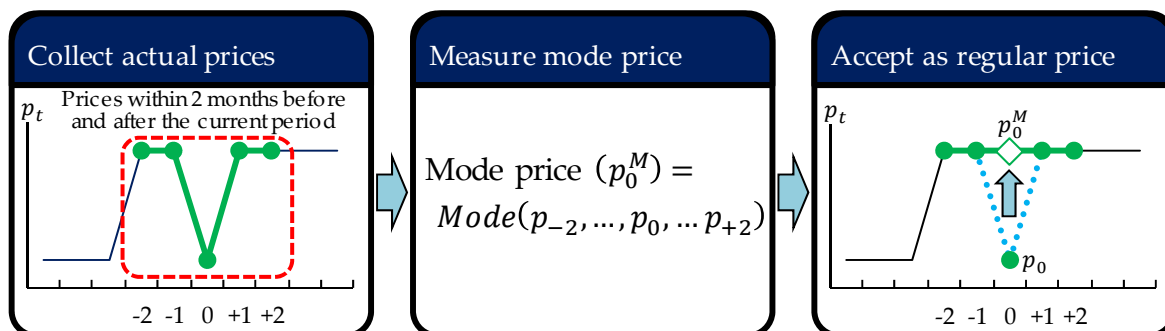 Collect actual prices
Prices within 2 months before
and after the current period
p_t
-2 -1 0 +1 +2
Measure mode price
Mode price (p_0^M) =
Mode(p_{-2}, … , p_0, … p_{+2})
Accept as regular price
p_t
p_0^M
p_0
-2 -1 0 +1 +2